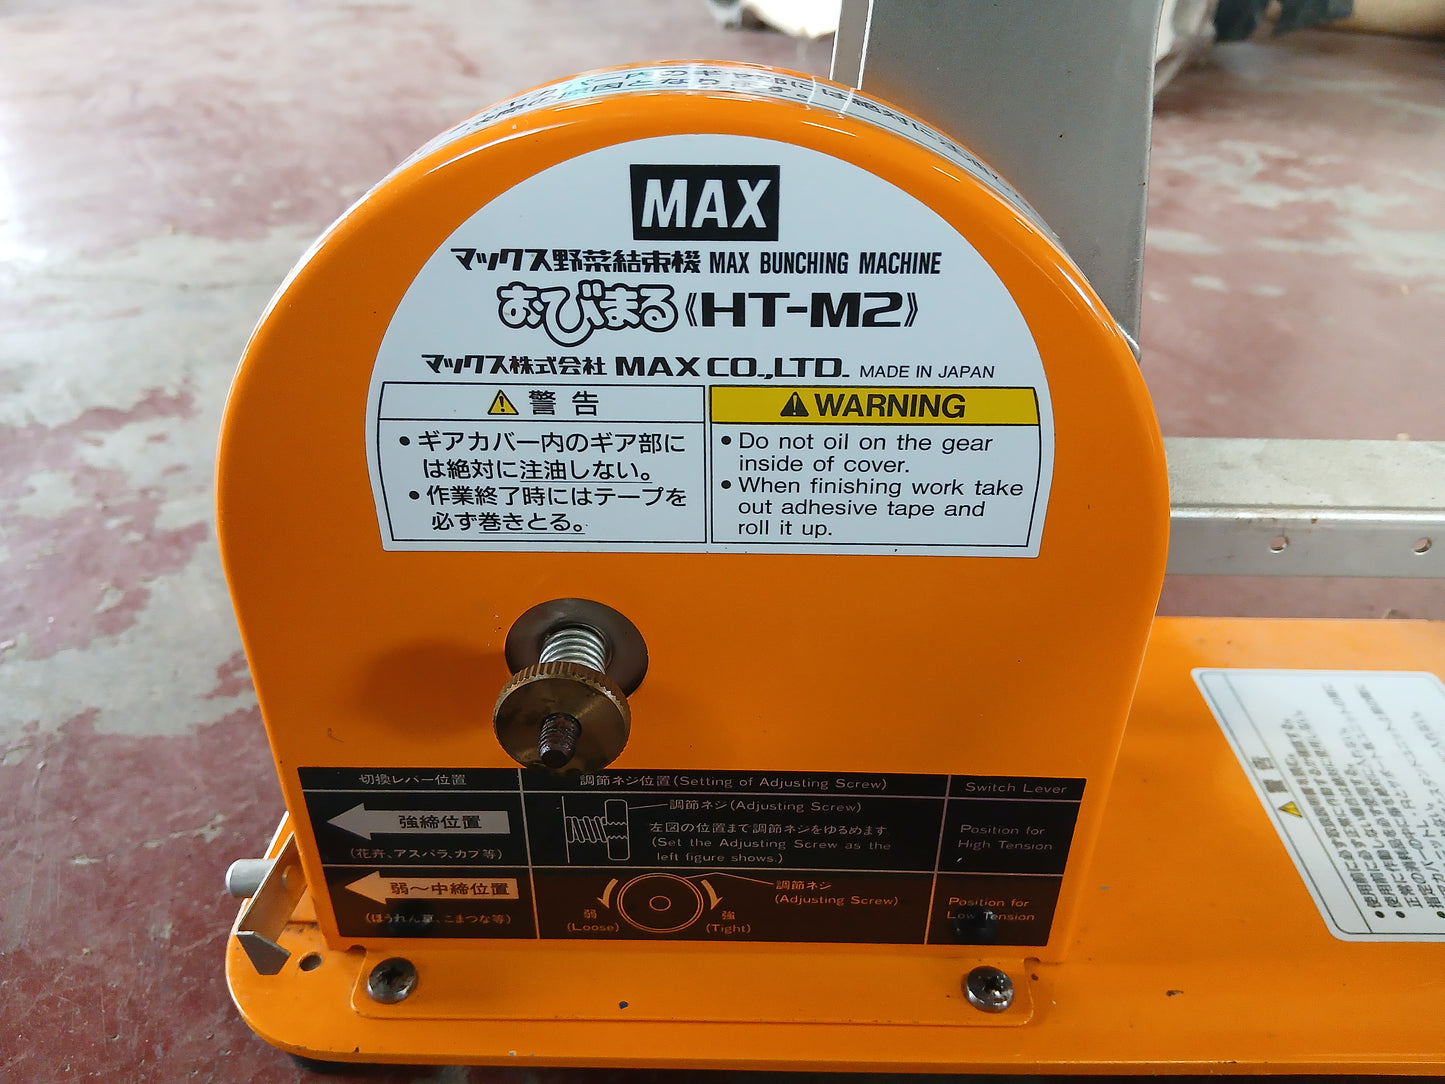 MAX
マックス野菜結束機 MAX BUNCHING MACHINE
おびまる《HT-M2》
マックス株式会社 MAX CO.,LTD. MADE IN JAPAN
警告
・ギアカバー内のギア部に
は絶対に注油しない。
・作業終了時にはテープを
必ず巻きとる。
WARNING
• Do not oil on the gear
inside of cover.
• When finishing work take
out adhesive tape and
roll it up.
切換レバー位置
調節ネジ位置(Setting of Adjusting Screw)
Switch Lever
強締位置
(花卉、アスパラ、カブ等)
調節ネジ(Adjusting Screw)
左図の位置まで調節ネジをゆるめます
(Set the Adjusting Screw as the
left figure shows.)
Position for
High Tension
弱〜中締位置
(ほうれん草、こまつな等)
調節ネジ
(Adjusting Screw)
弱
(Loose)
強
(Tight)
Position for
Low Tension
警告